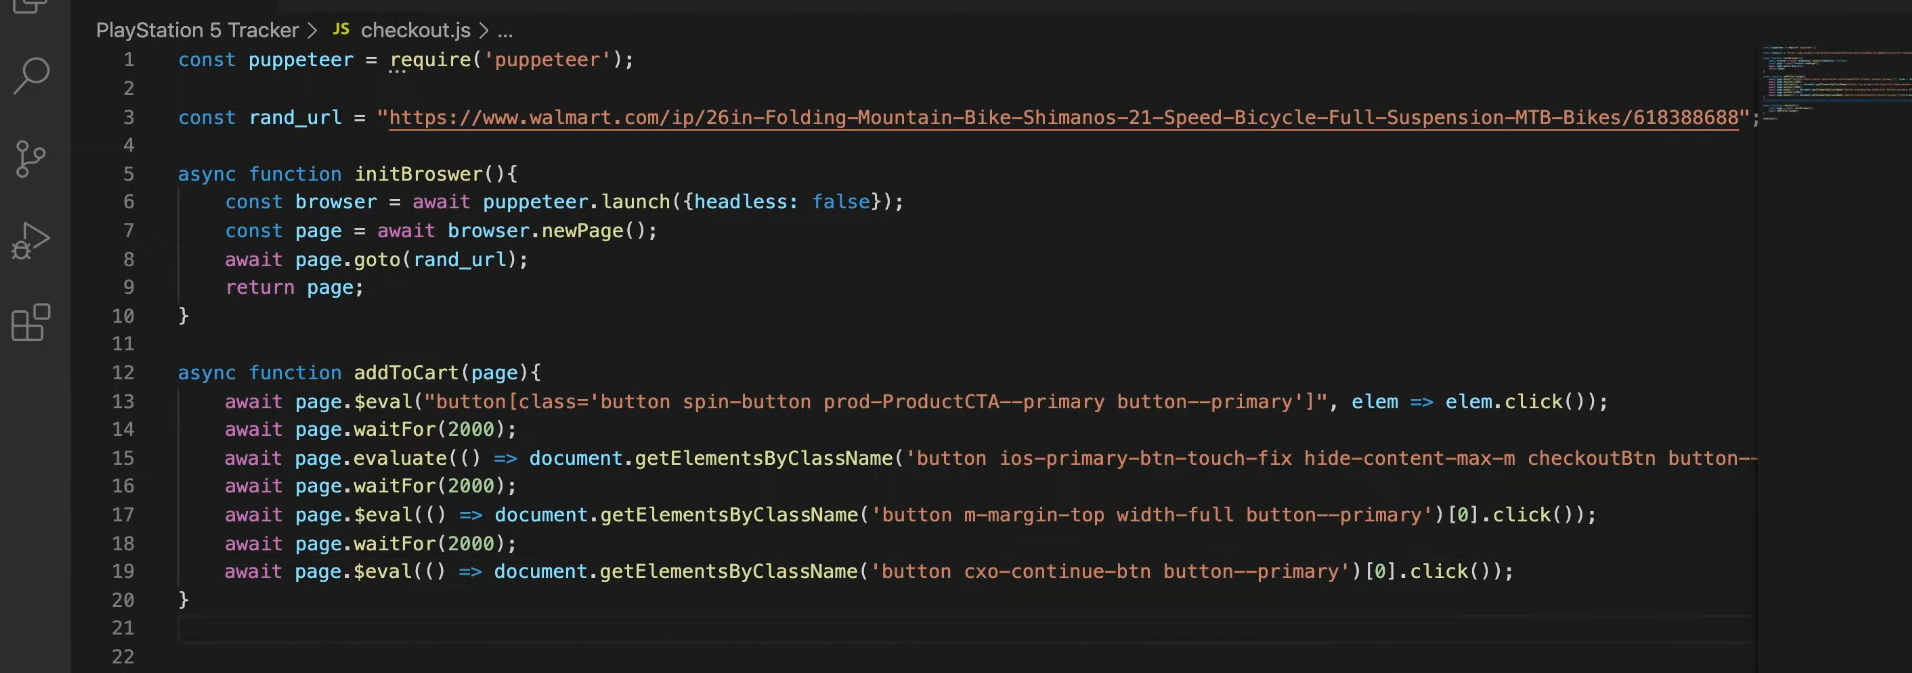 PlayStation 5 Tracker > JS checkout.js > ...
1 const puppeteer = require('puppeteer');
2
3 const rand_url = "https://www.walmart.com/ip/26in-Folding-Mountain-Bike-Shimanos-21-Speed-Bicycle-Full-Suspension-MTB-Bikes/618388688";
4
5 async function initBroswer(){
6 const browser = await puppeteer.launch({headless: false});
7 const page = await browser.newPage();
8 await page.goto(rand_url);
9 return page;
10 }
11
12 async function addToCart(page){
13 await page.$eval("button[class='button spin-button prod-ProductCTA--primary button--primary']", elem => elem.click());
14 await page.waitFor(2000);
15 await page.evaluate(() => document.getElementsByClassName('button ios-primary-btn-touch-fix hide-content-max-m checkoutBtn button--
16 await page.waitFor(2000);
17 await page.$eval(() => document.getElementsByClassName('button m-margin-top width-full button--primary')[0].click());
18 await page.waitFor(2000);
19 await page.$eval(() => document.getElementsByClassName('button cxo-continue-btn button--primary')[0].click());
20 }
21
22